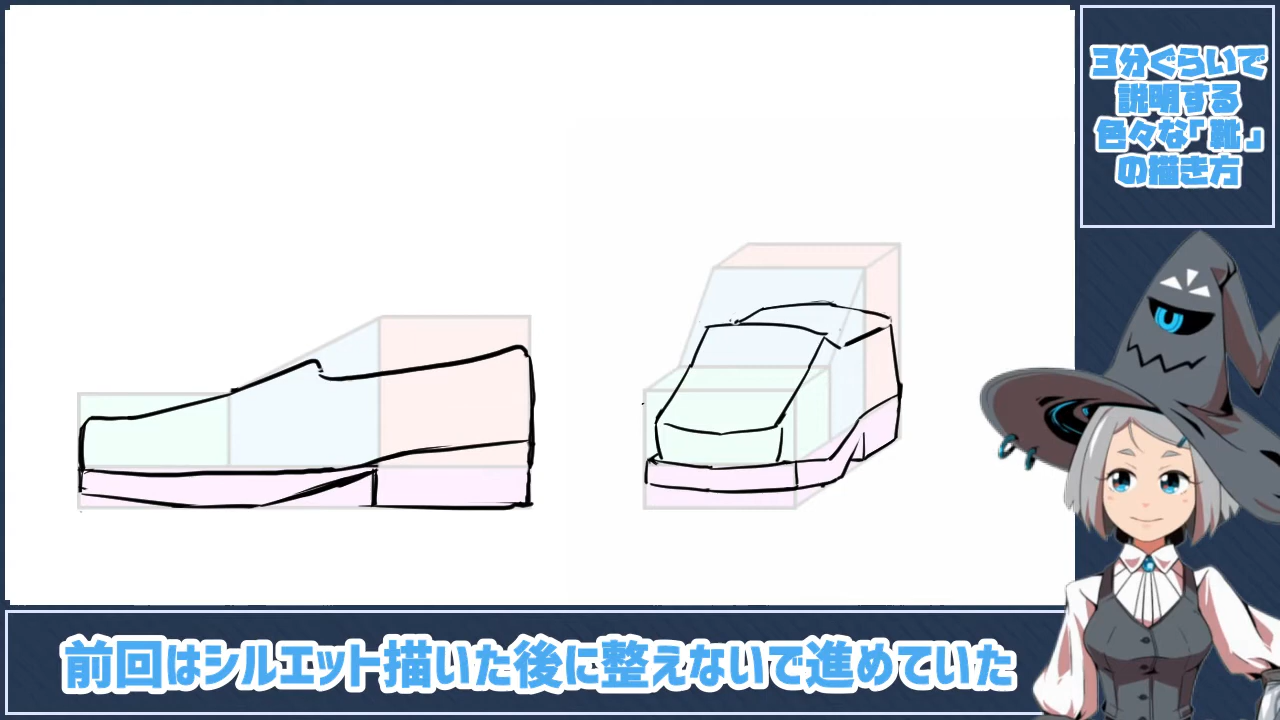 3分ぐらいで
説明する
色々な「靴」
の描き方
前回はシルエット描いた後に整えないで進めていた